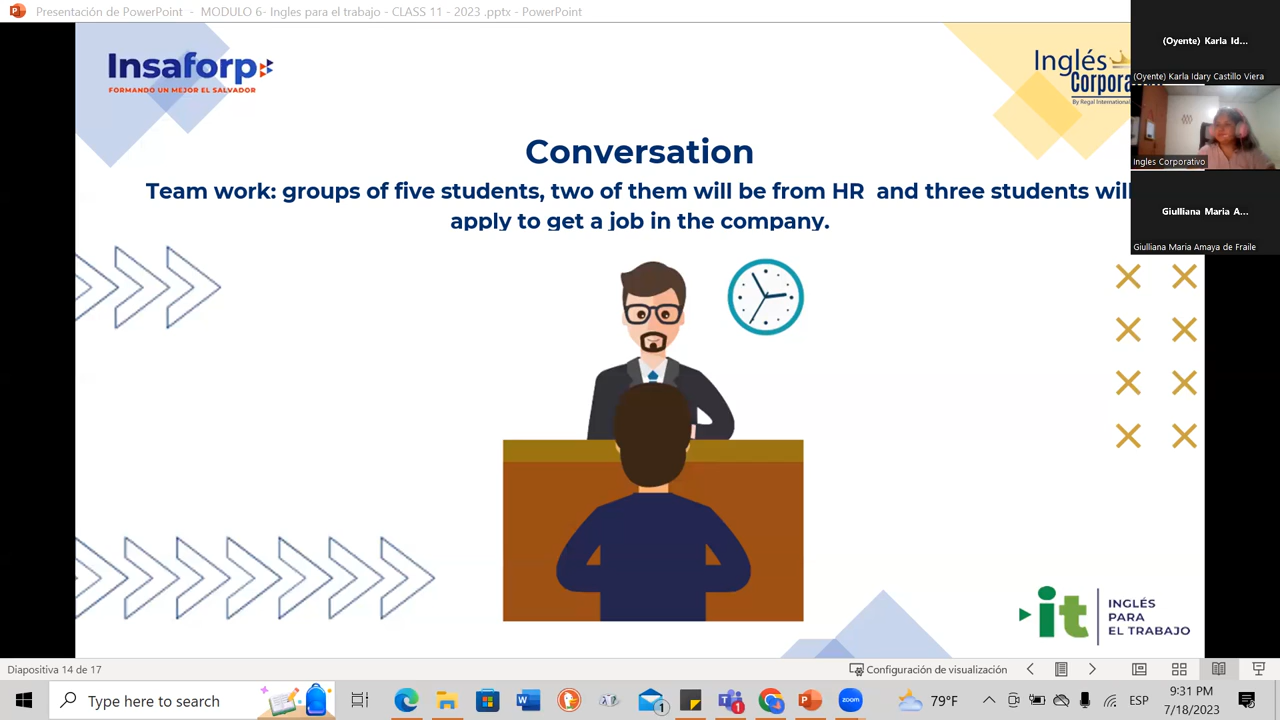 Presentación de PowerPoint - MODULO 6- Ingles para el trabajo - CLASS 11 - 2023 .pptx - PowerPoint
(Oyente) Karla Id...
(Oyente) Karla Idary Castillo Viera
Insaforp
FORMANDO UN MEJOR EL SALVADOR
Inglés
Corpora
By Regal International
Ingles Corporativo
Conversation
Team work: groups of five students, two of them will be from HR and three students will
apply to get a job in the company.
Giulliana Maria A...
Giulliana Maria Amaya de Fraile
it
INGLÉS
PARA
EL TRABAJO
Diapositiva 14 de 17
Configuración de visualización
Type here to search
1
1
79°F
ESP
9:31 PM
7/18/2023